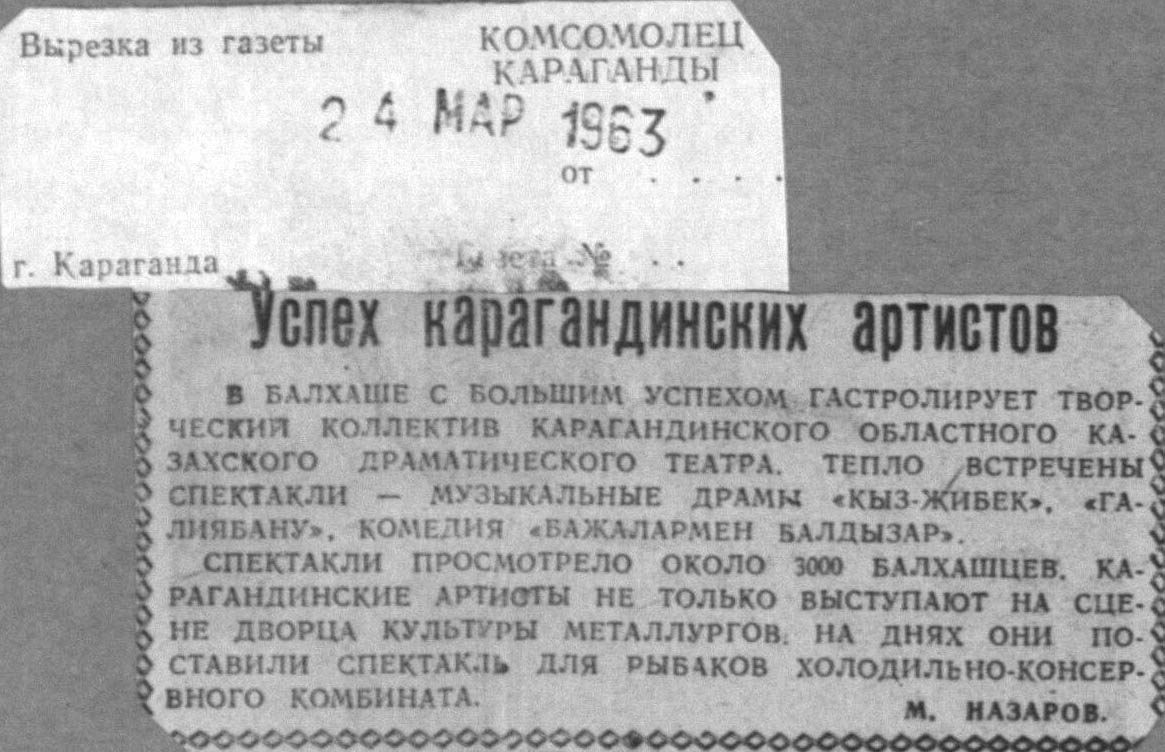 Вырезка из газеты
КОМСОМОЛЕЦ
КАРАГАНДЫ
24 МАР 1963
от . . . .
г. Караганда
Газета № . .
Успех карагандинских артистов
В БАЛХАШЕ С БОЛЬШИМ УСПЕХОМ ГАСТРОЛИРУЕТ ТВОР-
ЧЕСКИЙ КОЛЛЕКТИВ КАРАГАНДИНСКОГО ОБЛАСТНОГО КА-
ЗАХСКОГО ДРАМАТИЧЕСКОГО ТЕАТРА. ТЕПЛО ВСТРЕЧЕНЫ
СПЕКТАКЛИ — МУЗЫКАЛЬНЫЕ ДРАМЫ «КЫЗ-ЖИБЕК», «ГА-
ЛИЯБАНУ», КОМЕДИЯ «БАЖАЛАРМЕН БАЛДЫЗАР».
СПЕКТАКЛИ ПРОСМОТРЕЛО ОКОЛО 3000 БАЛХАШЦЕВ. КА-
РАГАНДИНСКИЕ АРТИСТЫ НЕ ТОЛЬКО ВЫСТУПАЮТ НА СЦЕ-
НЕ ДВОРЦА КУЛЬТУРЫ МЕТАЛЛУРГОВ. НА ДНЯХ ОНИ ПО-
СТАВИЛИ СПЕКТАКЛЬ ДЛЯ РЫБАКОВ ХОЛОДИЛЬНО-КОНСЕР-
ВНОГО КОМБИНАТА.
М. НАЗАРОВ.